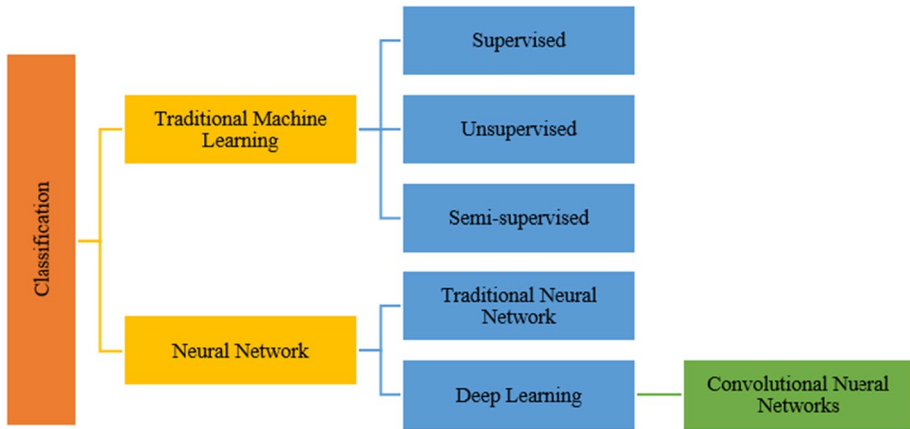 Classification
Traditional Machine
Learning
Supervised
Unsupervised
Semi-supervised
Neural Network
Traditional Neural
Network
Deep Learning
Convolutional Nueral
Networks